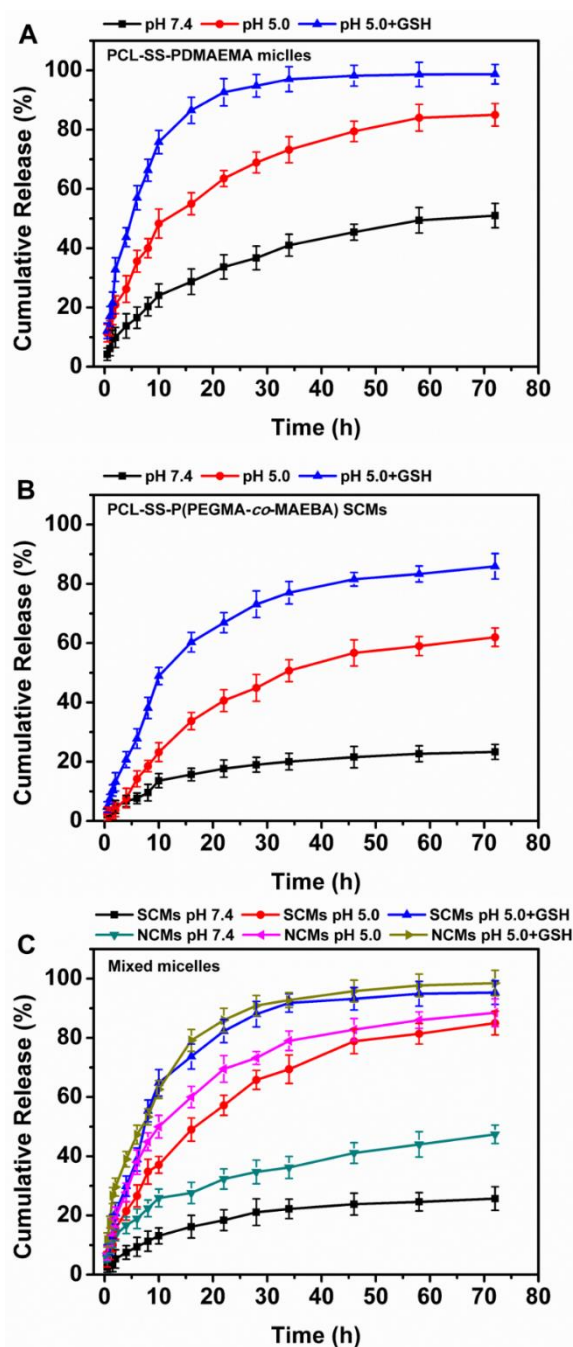 A
pH 7.4 pH 5.0 pH 5.0+GSH
PCL-SS-PDMAEMA miclles
100
80
60
40
20
0
Cumulative Release (%)
0 10 20 30 40 50 60 70 80
Time (h)
B
pH 7.4 pH 5.0 pH 5.0+GSH
PCL-SS-P(PEGMA-co-MAEBA) SCMs
100
80
60
40
20
0
Cumulative Release (%)
0 10 20 30 40 50 60 70 80
Time (h)
SCMs pH 7.4 SCMs pH 5.0 SCMs pH 5.0+GSH
NCMs pH 7.4 NCMs pH 5.0 NCMs pH 5.0+GSH
C
Mixed micelles
100
80
60
40
20
0
Cumulative Release (%)
0 10 20 30 40 50 60 70 80
Time (h)